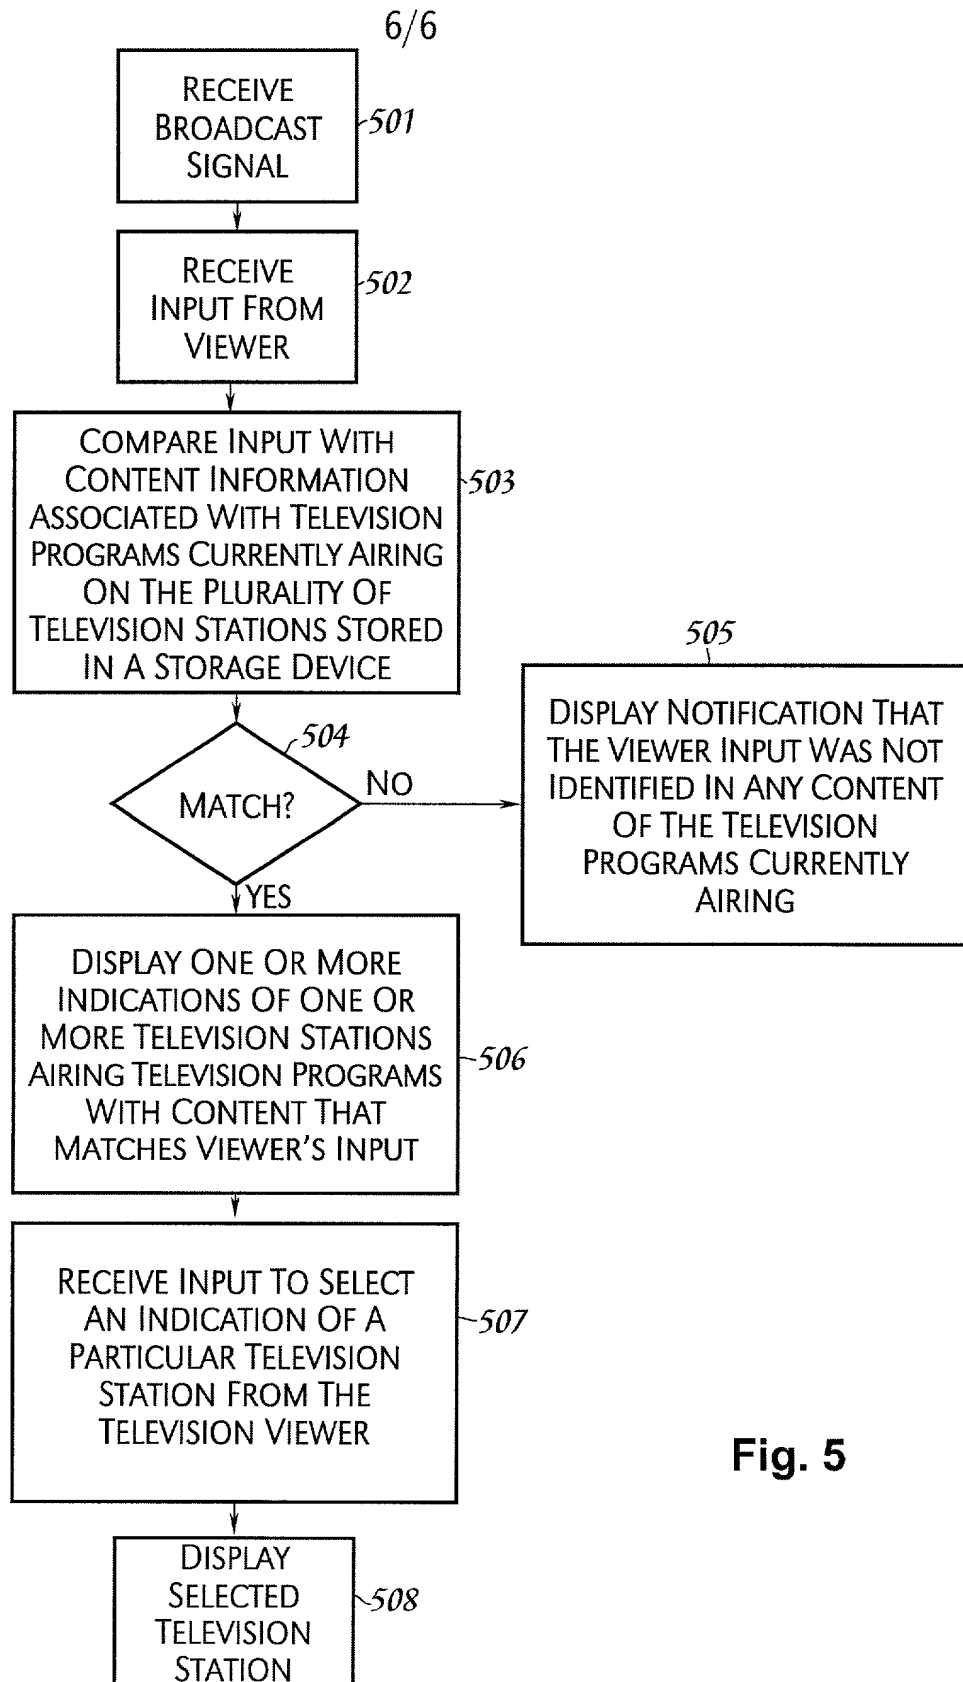 6/6
RECEIVE
BROADCAST
SIGNAL
501
RECEIVE
INPUT FROM
VIEWER
502
COMPARE INPUT WITH
CONTENT INFORMATION
ASSOCIATED WITH TELEVISION
PROGRAMS CURRENTLY AIRING
ON THE PLURALITY OF
TELEVISION STATIONS STORED
IN A STORAGE DEVICE
503
MATCH?
504
NO
505
DISPLAY NOTIFICATION THAT
THE VIEWER INPUT WAS NOT
IDENTIFIED IN ANY CONTENT
OF THE TELEVISION
PROGRAMS CURRENTLY
AIRING
YES
DISPLAY ONE OR MORE
INDICATIONS OF ONE OR
MORE TELEVISION STATIONS
AIRING TELEVISION PROGRAMS
WITH CONTENT THAT
MATCHES VIEWER'S INPUT
506
RECEIVE INPUT TO SELECT
AN INDICATION OF A
PARTICULAR TELEVISION
STATION FROM THE
TELEVISION VIEWER
507
Fig. 5
DISPLAY
SELECTED
TELEVISION
STATION
508